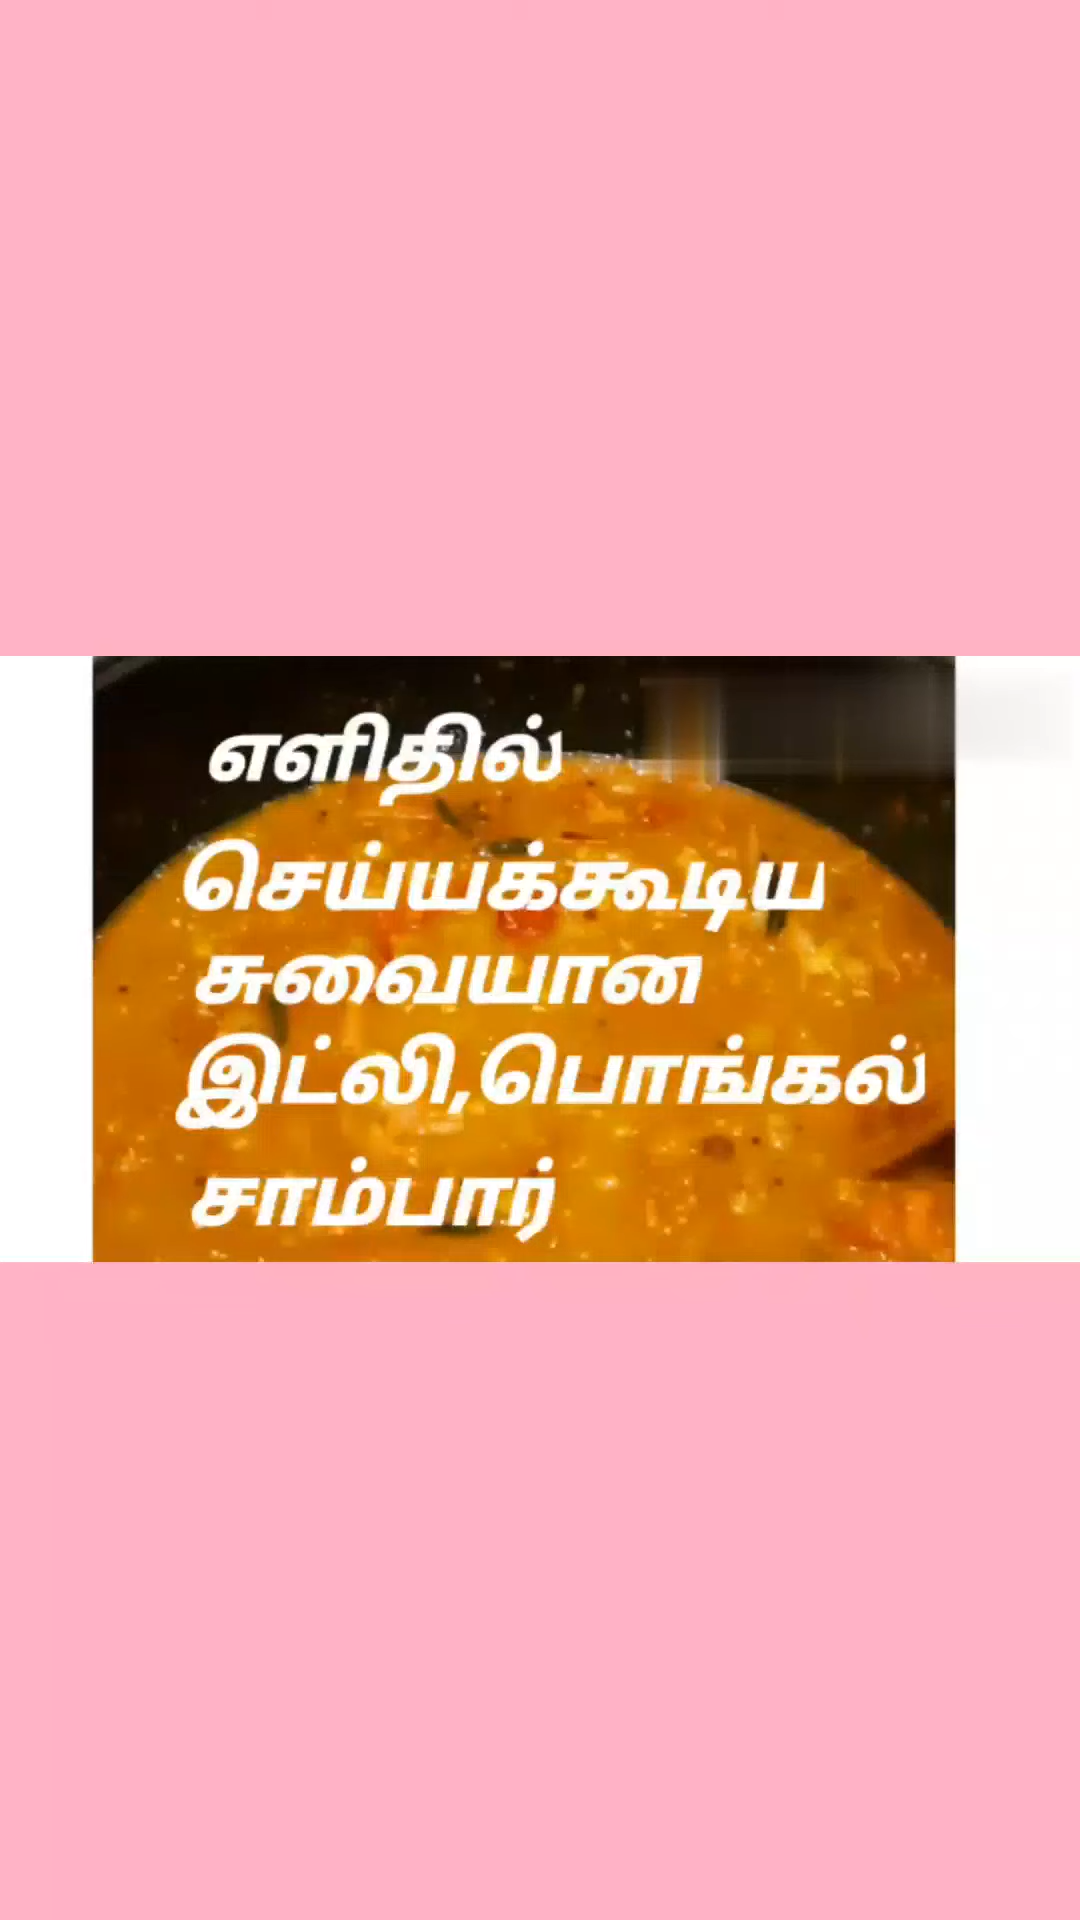 எளிதில்
செய்யக்கூடிய
சுவையான
இட்லி,பொங்கல்
சாம்பார்